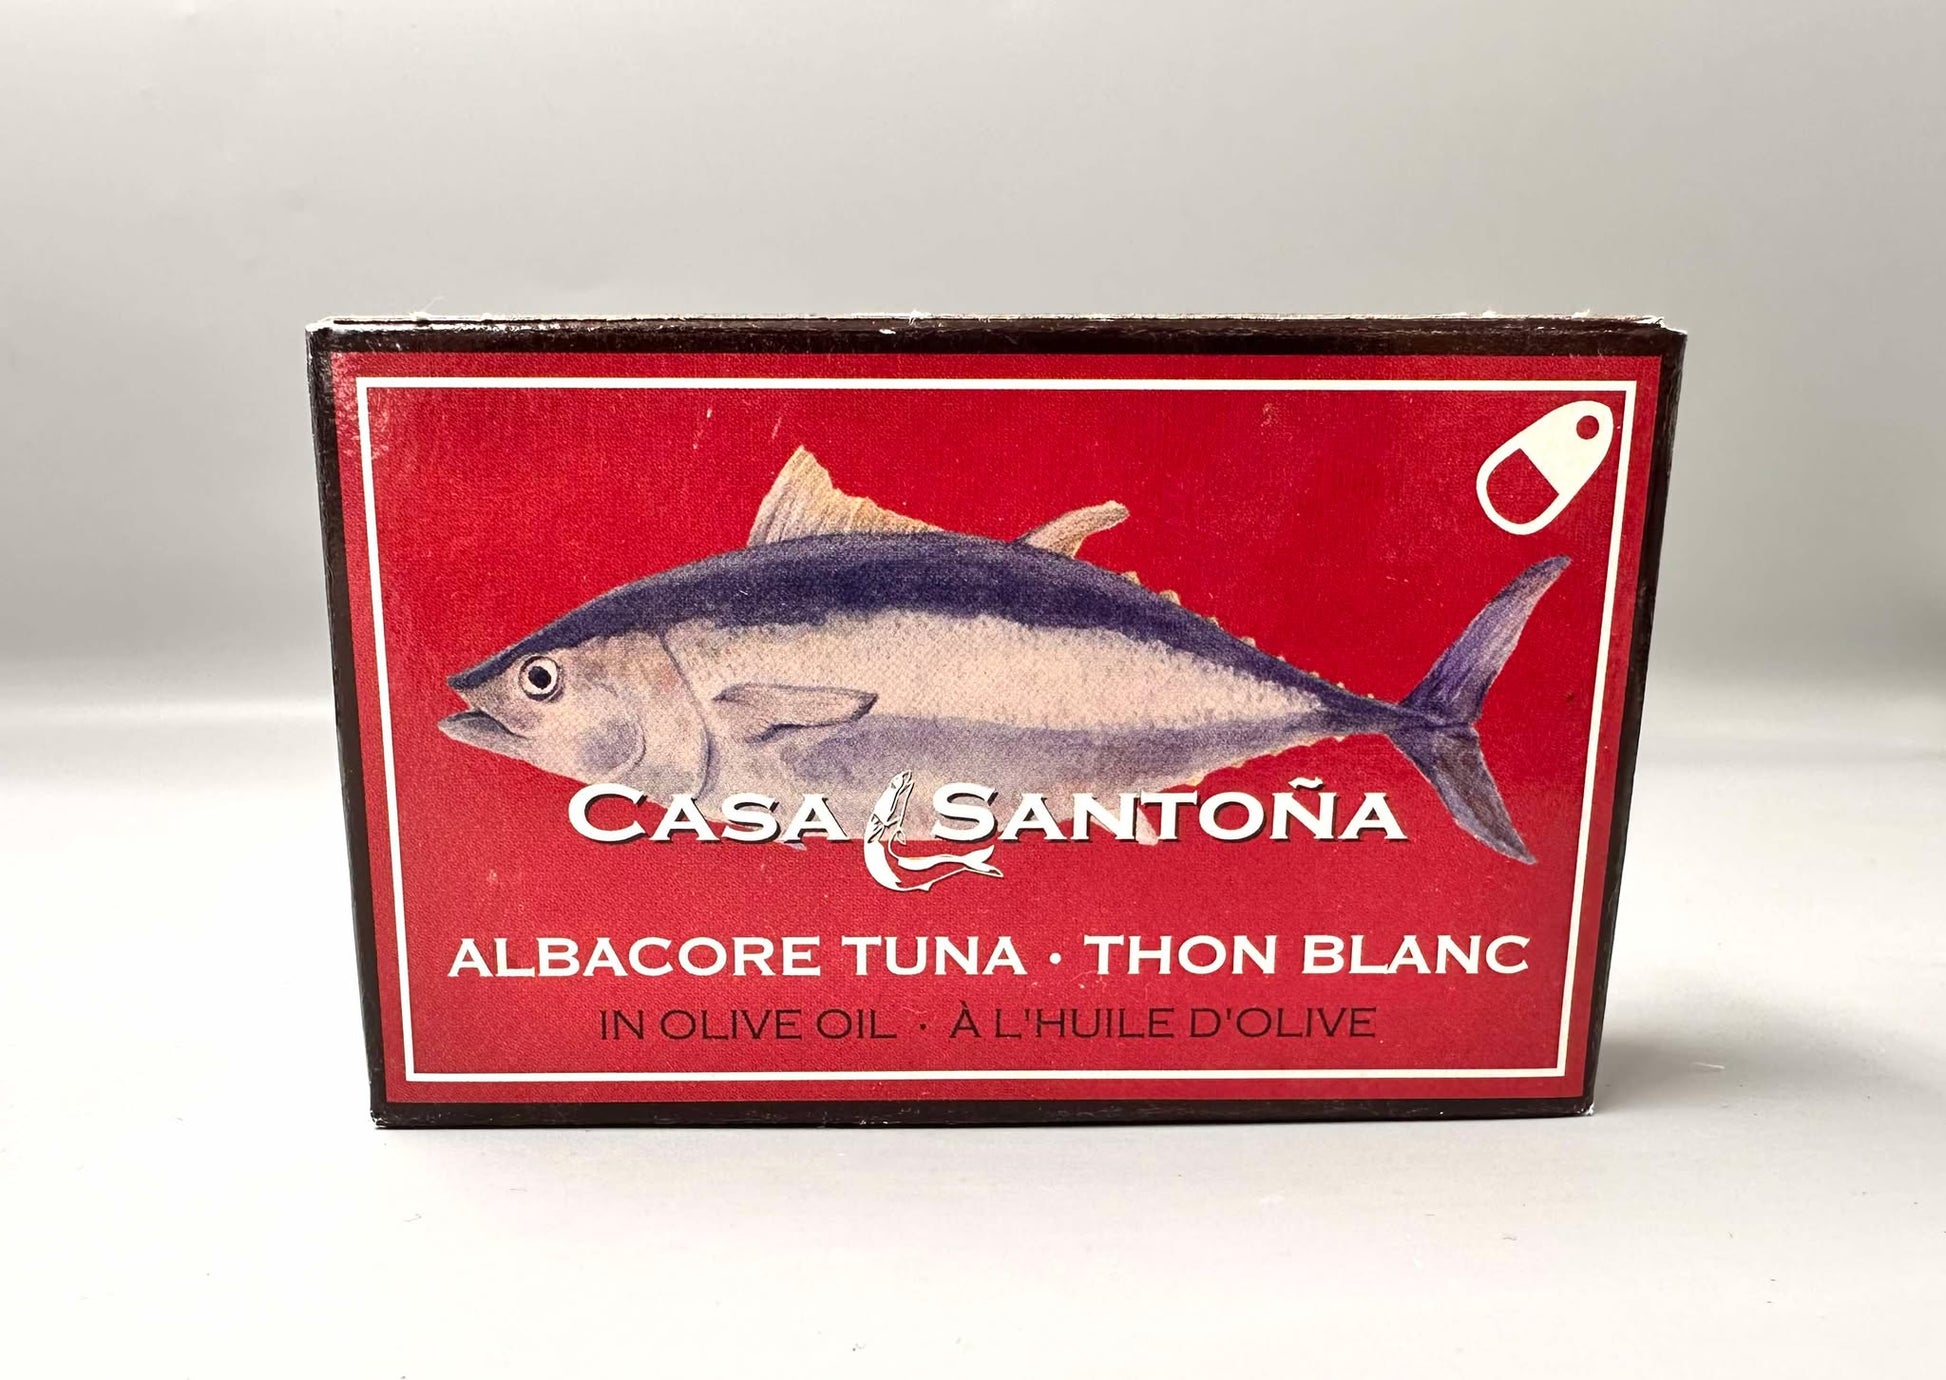 CASA SANTOÑA
ALBACORE TUNA · THON BLANC
IN OLIVE OIL · À L'HUILE D'OLIVE